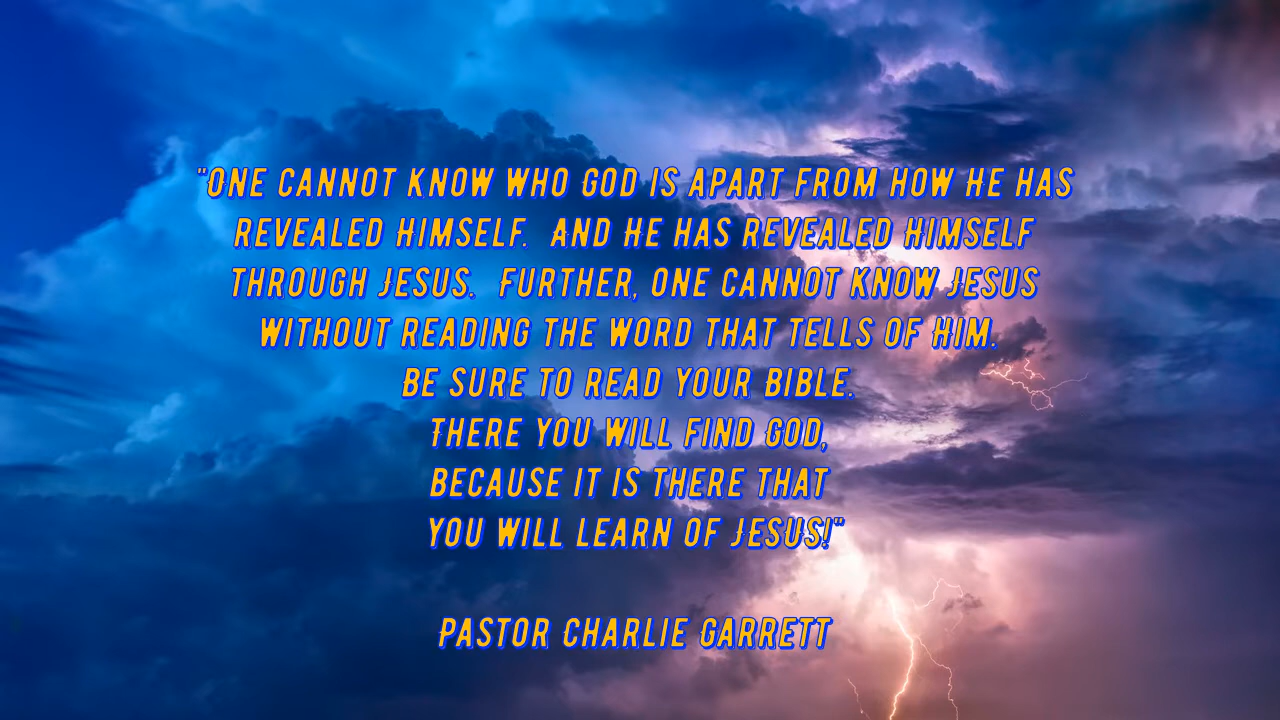 "One cannot know who God is apart from how He has
revealed Himself.  And He has revealed Himself
through Jesus.  Further, one cannot know Jesus
without reading the Word that tells of Him.
Be sure to read your Bible.
There you will find God,
because it is there that
you will learn of Jesus!"
Pastor Charlie Garrett